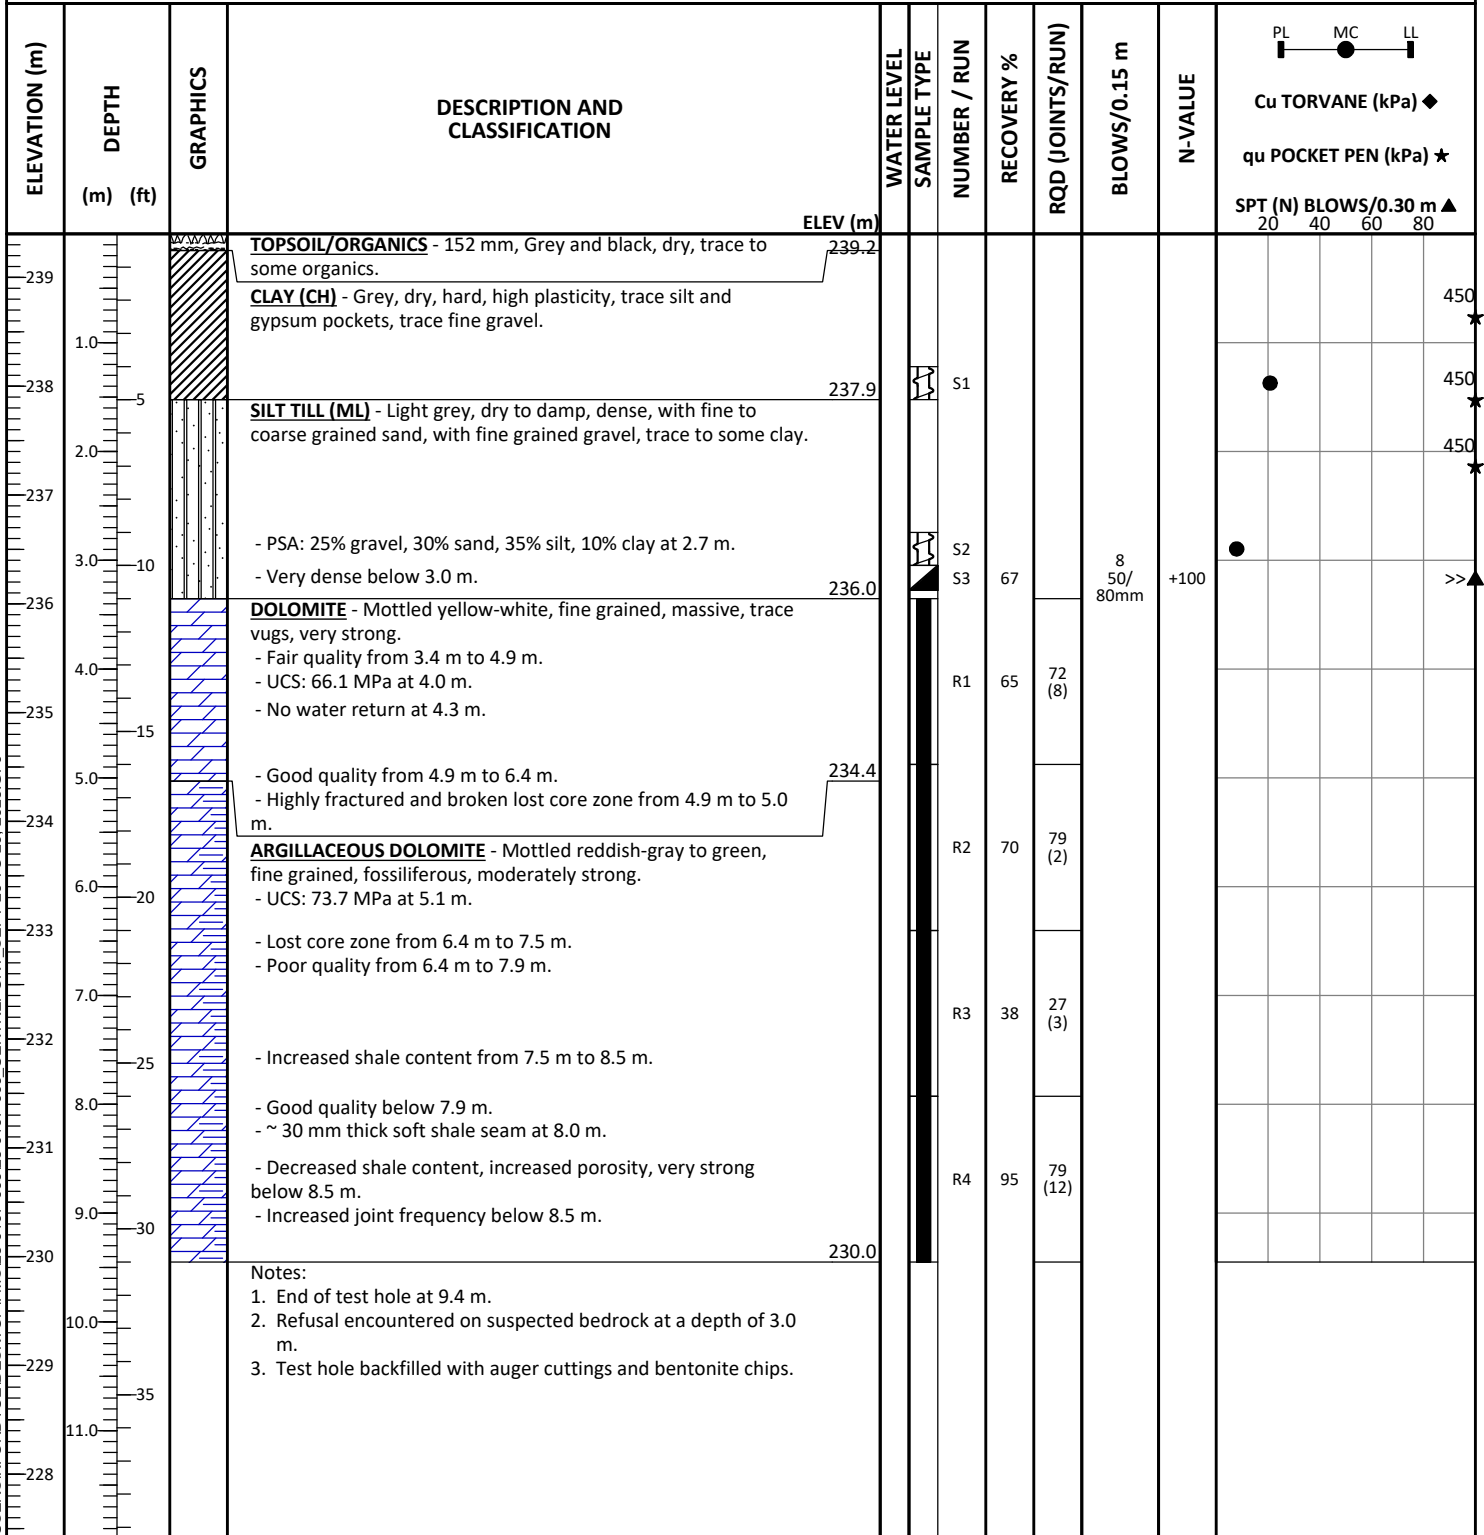 ELEVATION (m)
DEPTH
(m) (ft)
GRAPHICS
DESCRIPTION AND
CLASSIFICATION
ELEV (m)
WATER LEVEL
SAMPLE TYPE
NUMBER / RUN
RECOVERY %
RQD (JOINTS/RUN)
BLOWS/0.15 m
N-VALUE
PL MC LL
Cu TORVANE (kPa) ◆
qu POCKET PEN (kPa) ★
SPT (N) BLOWS/0.30 m ▲
20 40 60 80
TOPSOIL/ORGANICS - 152 mm, Grey and black, dry, trace to
some organics.
239.2
239
CLAY (CH) - Grey, dry, hard, high plasticity, trace silt and
gypsum pockets, trace fine gravel.
450
1.0
238
237.9
S1
450
5
SILT TILL (ML) - Light grey, dry to damp, dense, with fine to
coarse grained sand, with fine grained gravel, trace to some clay.
2.0
450
237
- PSA: 25% gravel, 30% sand, 35% silt, 10% clay at 2.7 m.
S2
3.0
10
- Very dense below 3.0 m.
236.0
S3
67
8
50/
80mm
+100
>>
236
DOLOMITE - Mottled yellow-white, fine grained, massive, trace
vugs, very strong.
- Fair quality from 3.4 m to 4.9 m.
4.0
- UCS: 66.1 MPa at 4.0 m.
R1
65
72
(8)
- No water return at 4.3 m.
235
15
5.0
- Good quality from 4.9 m to 6.4 m.
234.4
- Highly fractured and broken lost core zone from 4.9 m to 5.0
m.
234
ARGILLACEOUS DOLOMITE - Mottled reddish-gray to green,
fine grained, fossiliferous, moderately strong.
R2
70
79
(2)
6.0
20
- UCS: 73.7 MPa at 5.1 m.
233
- Lost core zone from 6.4 m to 7.5 m.
- Poor quality from 6.4 m to 7.9 m.
7.0
R3
38
27
(3)
232
25
- Increased shale content from 7.5 m to 8.5 m.
8.0
- Good quality below 7.9 m.
- ~ 30 mm thick soft shale seam at 8.0 m.
231
- Decreased shale content, increased porosity, very strong
below 8.5 m.
R4
95
79
(12)
9.0
30
- Increased joint frequency below 8.5 m.
230
230.0
Notes:
1. End of test hole at 9.4 m.
10.0
2. Refusal encountered on suspected bedrock at a depth of 3.0
m.
229
3. Test hole backfilled with auger cuttings and bentonite chips.
35
11.0
228